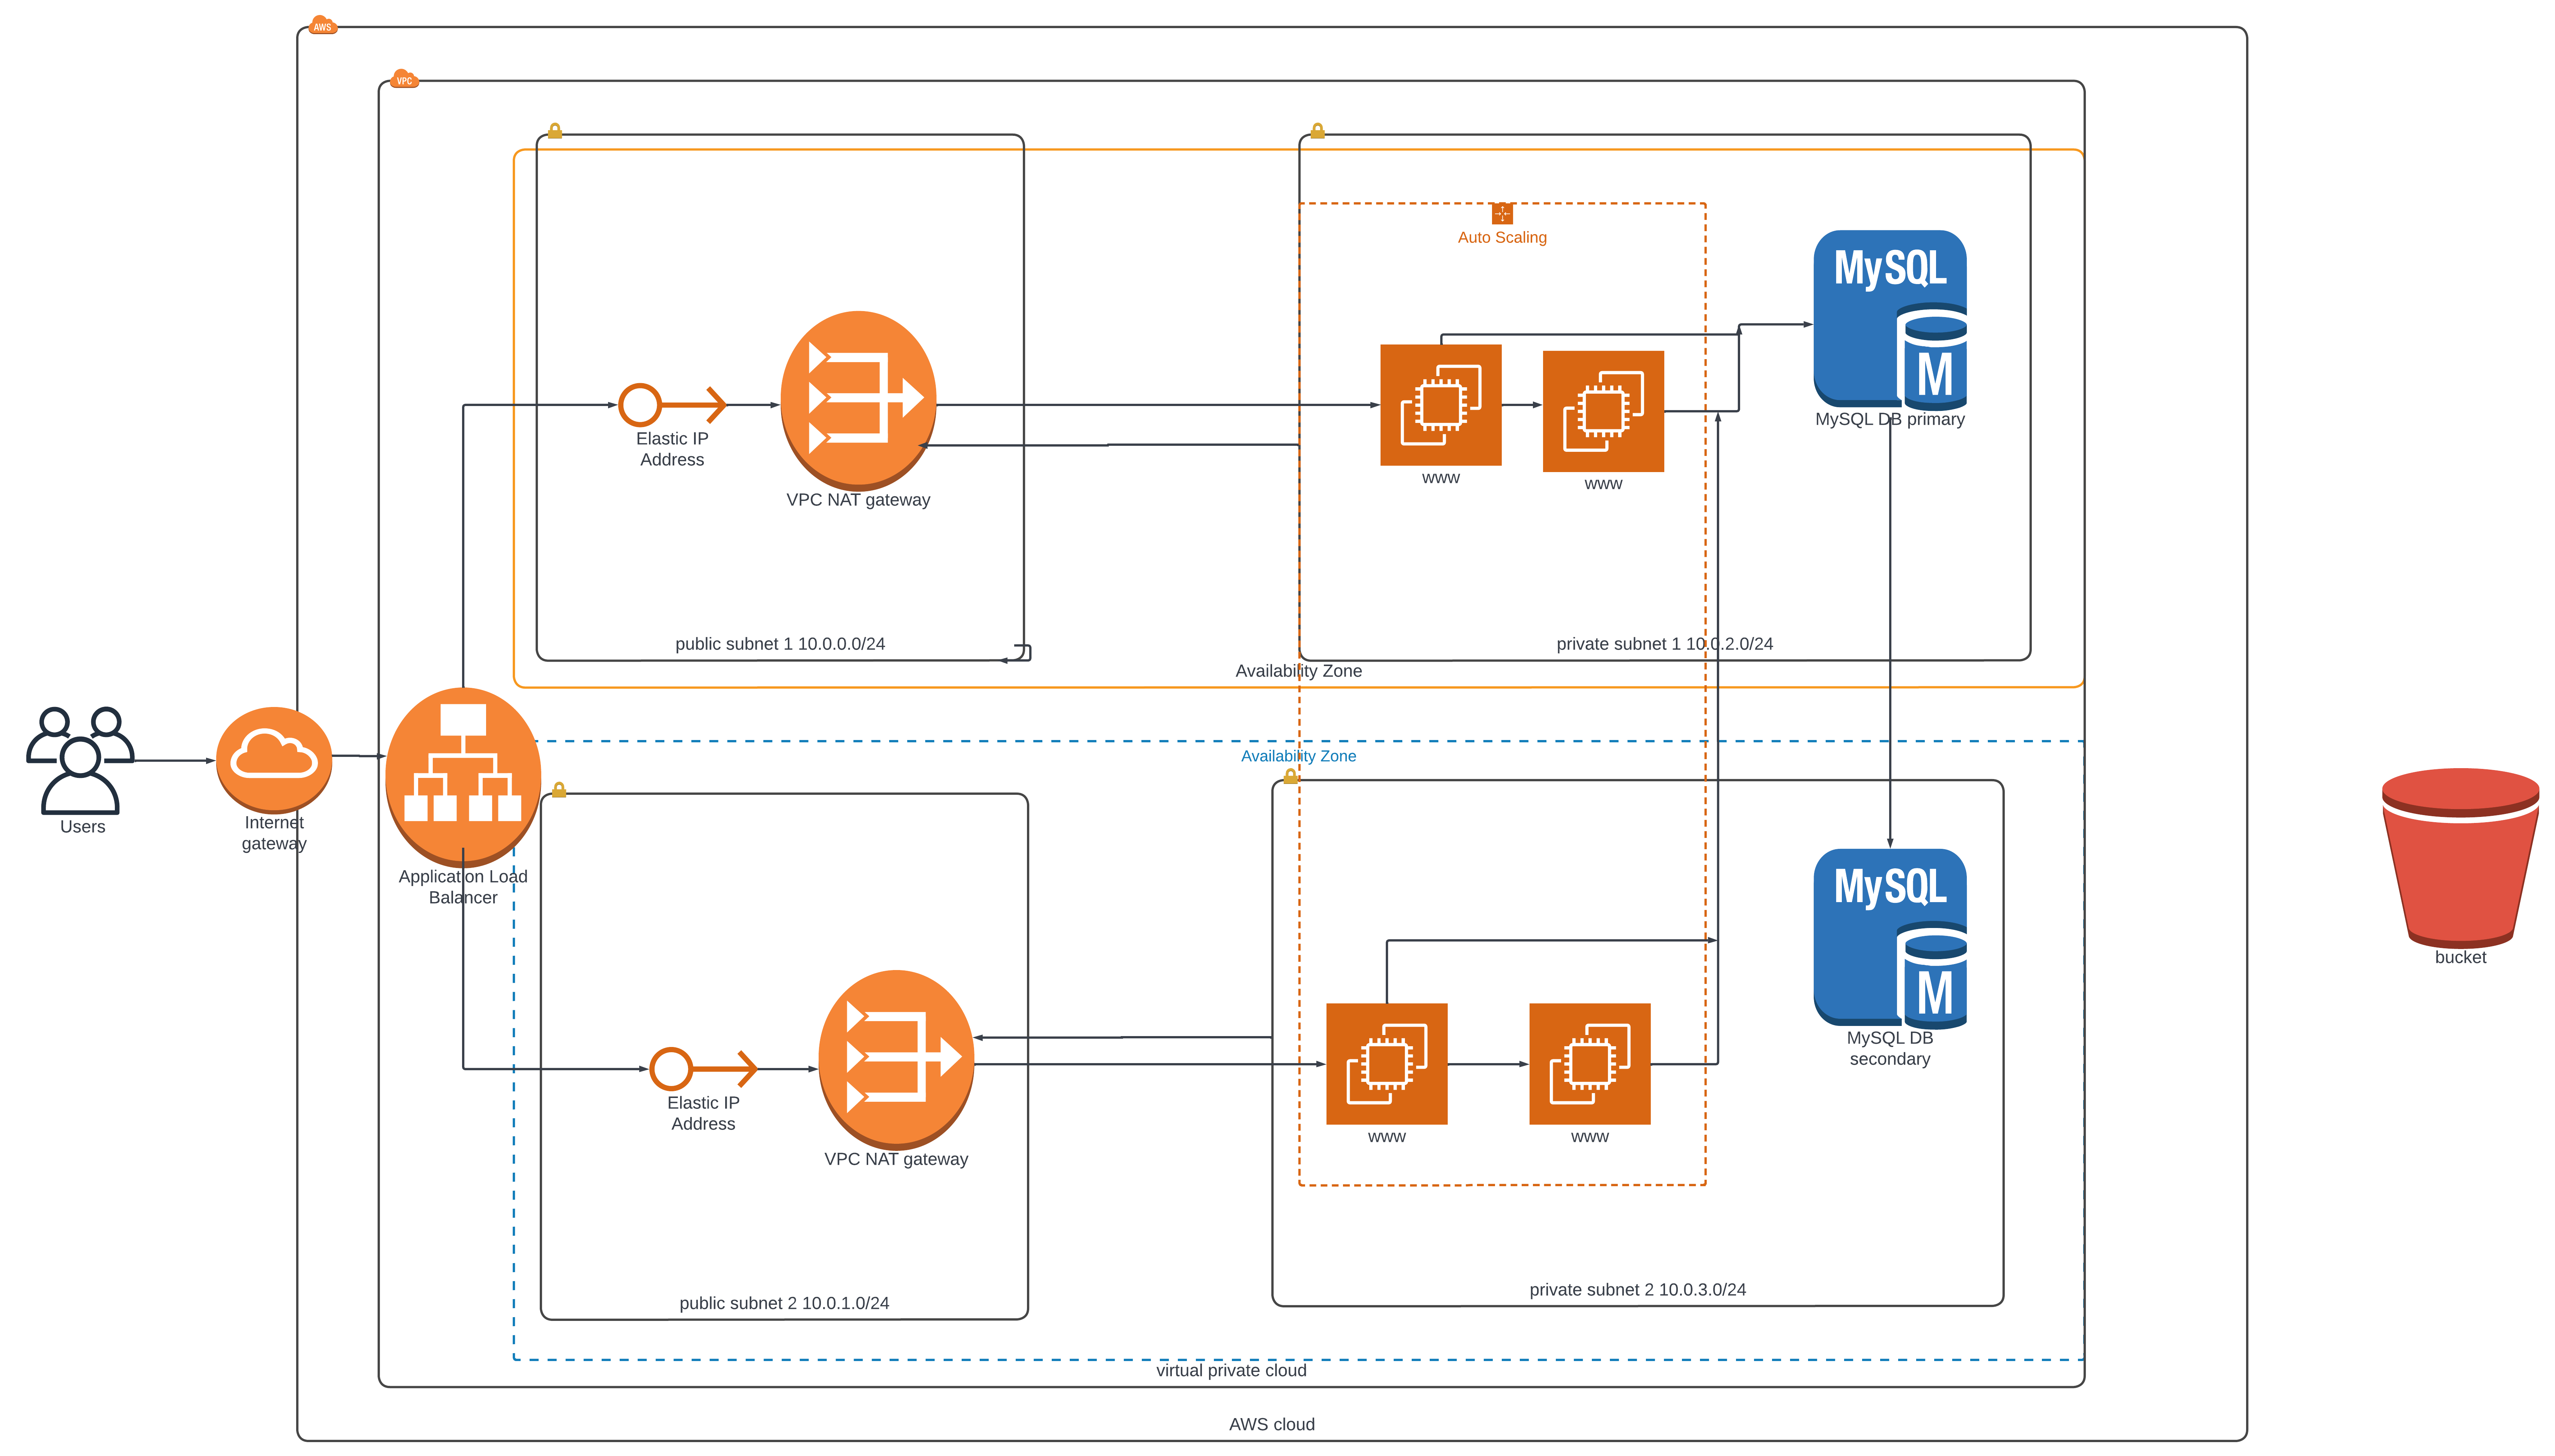 AWS
VPC
Auto Scaling
MySQL
M
MySQL DB primary
Elastic IP
Address
VPC NAT gateway
www
www
public subnet 1 10.0.0.0/24
private subnet 1 10.0.2.0/24
Availability Zone
Availability Zone
Users
Internet
gateway
Application Load
Balancer
MySQL
M
MySQL DB
secondary
bucket
Elastic IP
Address
VPC NAT gateway
www
www
public subnet 2 10.0.1.0/24
private subnet 2 10.0.3.0/24
virtual private cloud
AWS cloud